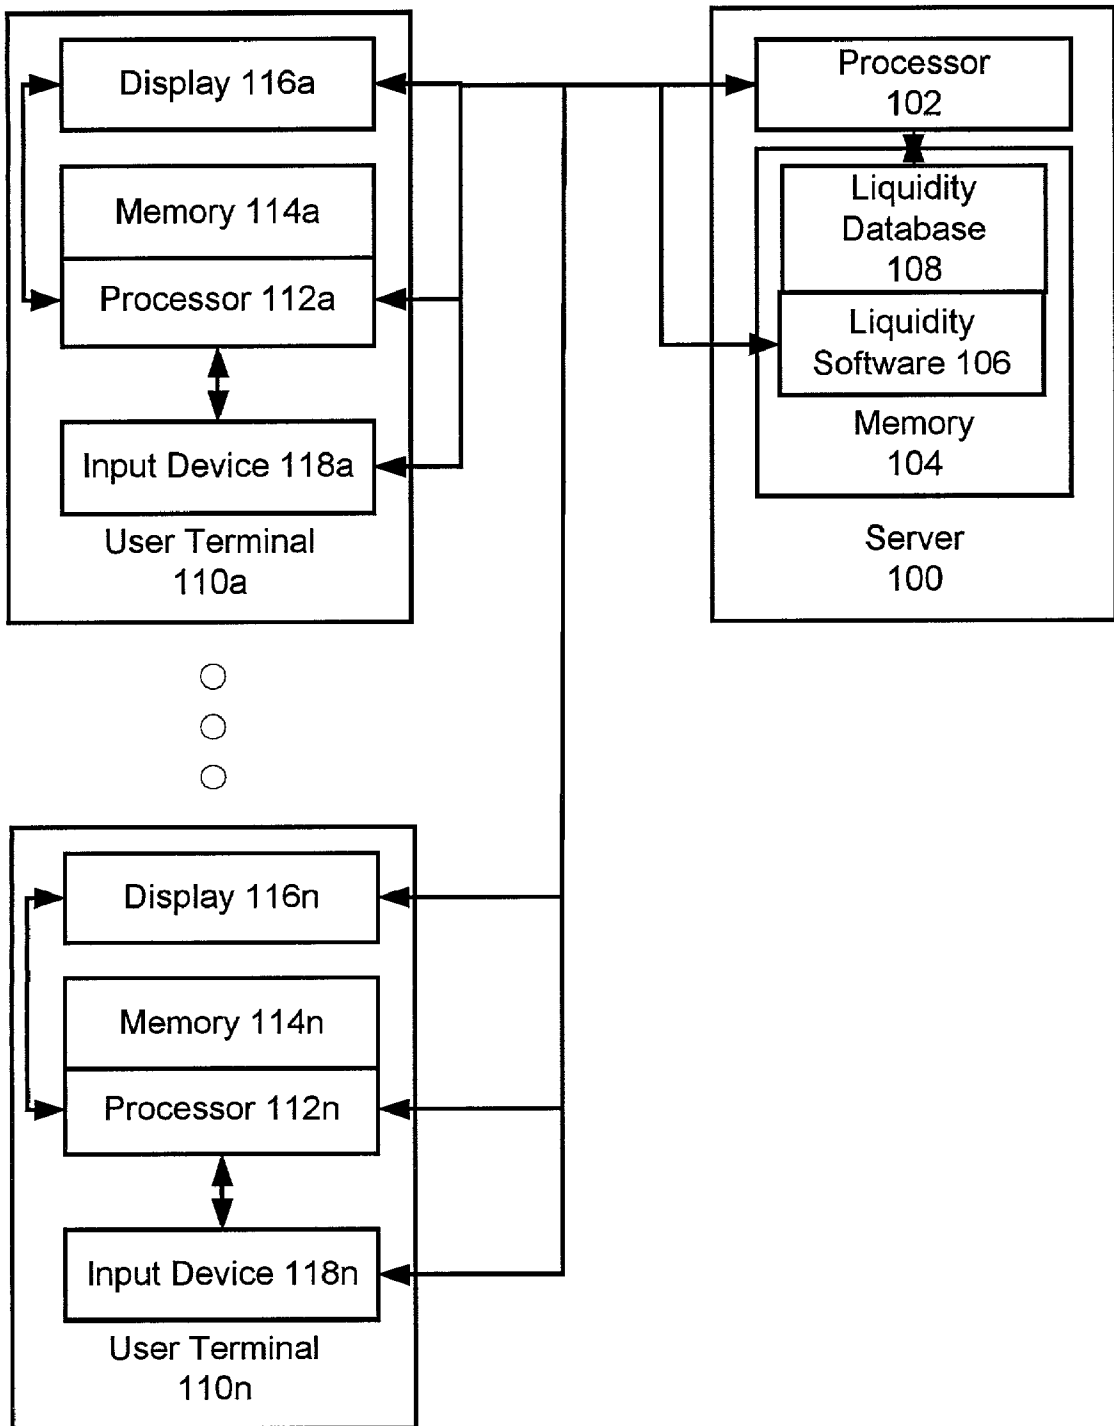 Display 116a
Memory 114a
Processor 112a
Input Device 118a
User Terminal
110a
Processor
102
Liquidity
Database
108
Liquidity
Software 106
Memory
104
Server
100
Display 116n
Memory 114n
Processor 112n
Input Device 118n
User Terminal
110n